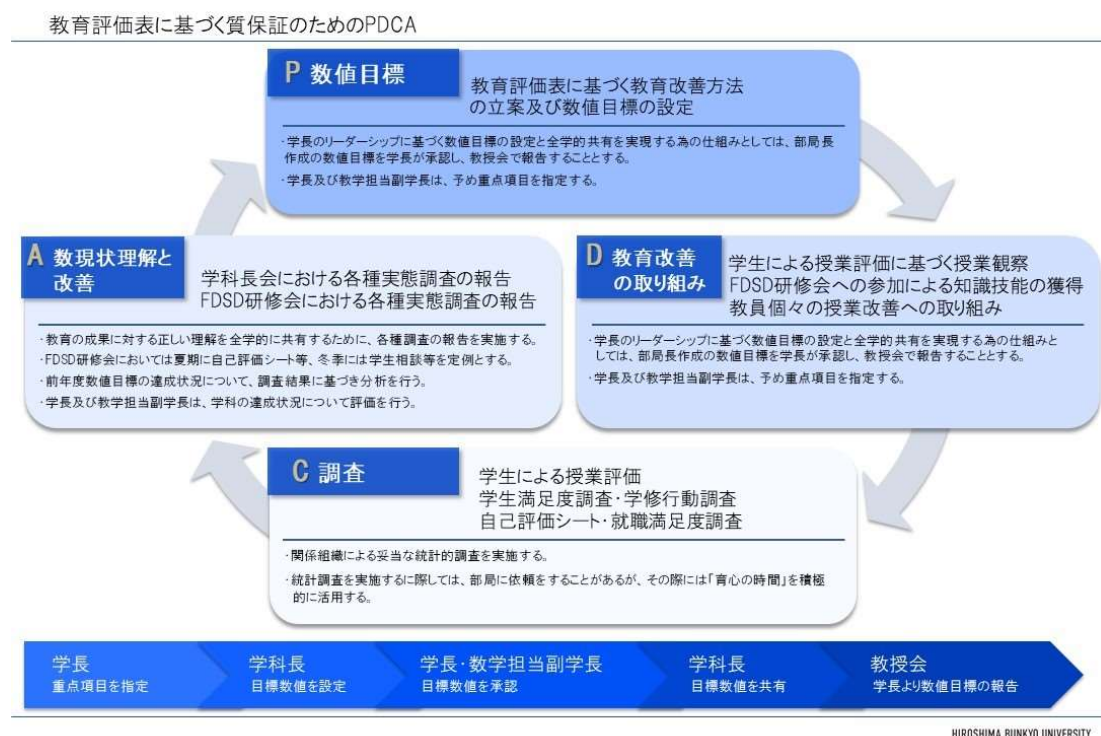 教育評価表に基づく質保証のためのPDCA
P 数値目標
教育評価表に基づく教育改善方法
の立案及び数値目標の設定
・学長のリーダーシップに基づく数値目標の設定と全学的共有を実現する為の仕組みとしては、部局長
作成の数値目標を学長が承認し、教授会で報告することとする。
・学長及び教学担当副学長は、予め重点項目を指定する。
A 数現状理解と
改善
学科長会における各種実態調査の報告
FDSD研修会における各種実態調査の報告
・教育の成果に対する正しい理解を全学的に共有するために、各種調査の報告を実施する。
・FDSD研修会においては夏期に自己評価シート等、冬季には学生相談等を定例とする。
・前年度数値目標の達成状況について、調査結果に基づき分析を行う。
・学長及び教学担当副学長は、学科の達成状況について評価を行う。
D 教育改善
の取り組み
学生による授業評価に基づく授業観察
FDSD研修会への参加による知識技能の獲得
教員個々の授業改善への取り組み
・学長のリーダーシップに基づく数値目標の設定と全学的共有を実現する為の仕組みと
しては、部局長作成の数値目標を学長が承認し、教授会で報告することとする。
・学長及び教学担当副学長は、予め重点項目を指定する。
C 調査
学生による授業評価
学生満足度調査・学修行動調査
自己評価シート・就職満足度調査
・関係組織による妥当な統計的調査を実施する。
・統計調査を実施するに際しては、部局に依頼をすることがあるが、その際には「育心の時間」を積極
的に活用する。
学長
重点項目を指定
学科長
目標数値を設定
学長・数学担当副学長
目標数値を承認
学科長
目標数値を共有
教授会
学長より数値目標の報告
HIROSHIMA BUNKYO UNIVERSITY